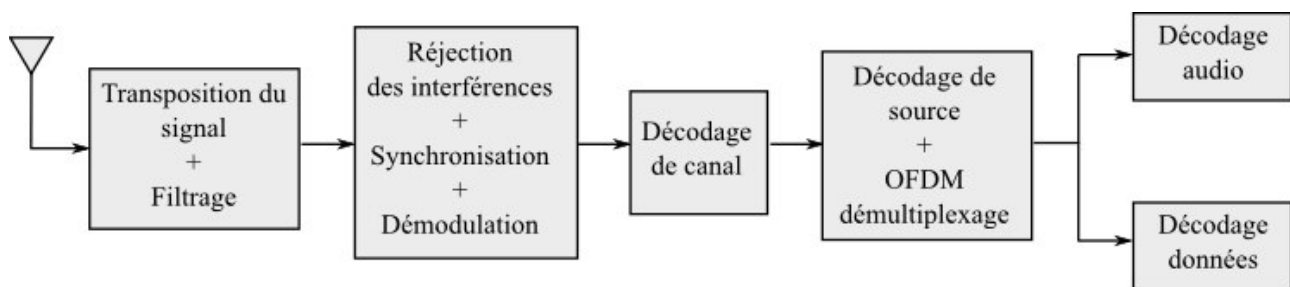 Transposition du
signal
+
Filtrage
Réjection
des interférences
+
Synchronisation
+
Démodulation
Décodage
de canal
Décodage de
source
+
OFDM
démultiplexage
Décodage
audio
Décodage
données